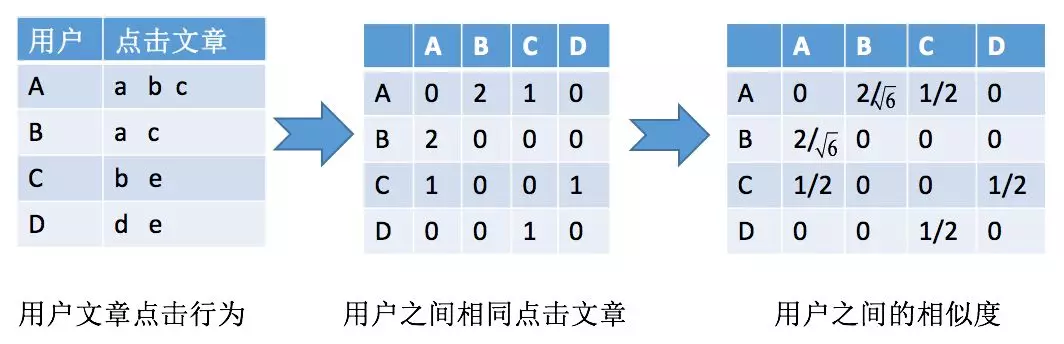 用户 点击文章
A a b c
B a c
C b e
D d e
A B C D
A 0 2 1 0
B 2 0 0 0
C 1 0 0 1
D 0 0 1 0
A B C D
A 0 2/√6 1/2 0
B 2/√6 0 0 0
C 1/2 0 0 1/2
D 0 0 1/2 0
用户文章点击行为
用户之间相同点击文章
用户之间的相似度